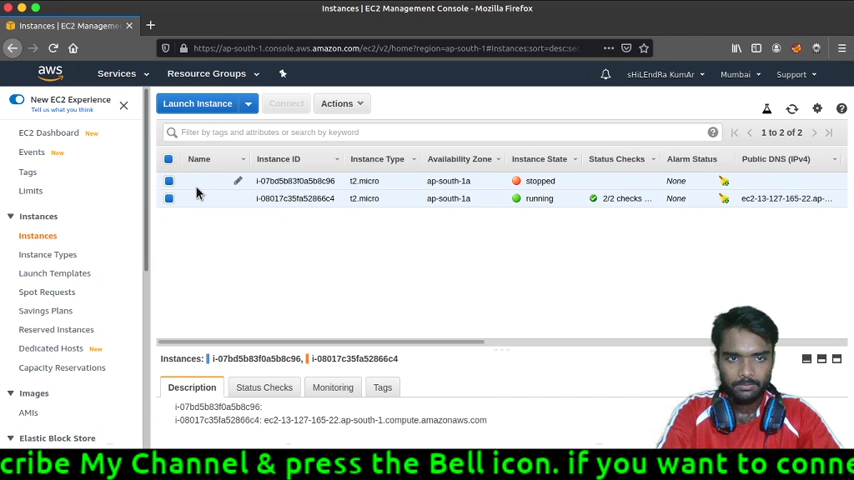 Instances | EC2 Management Console - Mozilla Firefox
Instances | EC2 Manageme
https://ap-south-1.console.aws.amazon.com/ec2/v2/home?region=ap-south-1#Instances:sort=desc:se
aws Services Resource Groups sHiLEndRa KumAr Mumbai Support
New EC2 Experience
Tell us what you think
EC2 Dashboard New
Events New
Tags
Limits
Instances
Instances
Instance Types
Launch Templates
Spot Requests
Savings Plans
Reserved Instances
Dedicated Hosts New
Capacity Reservations
Images
AMIs
Elastic Block Store
Launch Instance Connect Actions
Filter by tags and attributes or search by keyword
1 to 2 of 2
Name Instance ID Instance Type Availability Zone Instance State Status Checks Alarm Status Public DNS (IPv4)
i-07bd5b83f0a5b8c96 t2.micro ap-south-1a stopped None
i-08017c35fa52866c4 t2.micro ap-south-1a running 2/2 checks ... None ec2-13-127-165-22.ap-...
Instances: i-07bd5b83f0a5b8c96, i-08017c35fa52866c4
Description Status Checks Monitoring Tags
i-07bd5b83f0a5b8c96:
i-08017c35fa52866c4: ec2-13-127-165-22.ap-south-1.compute.amazonaws.com
cribe My Channel & press the Bell icon. if you want to conne